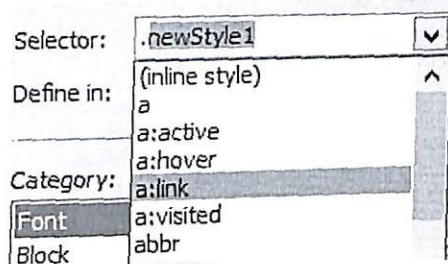 Selector: .newStyle1
(inline style)
Define in:
a
a:active
a:hover
Category:
a:link
Font
a:visited
Block
abbr